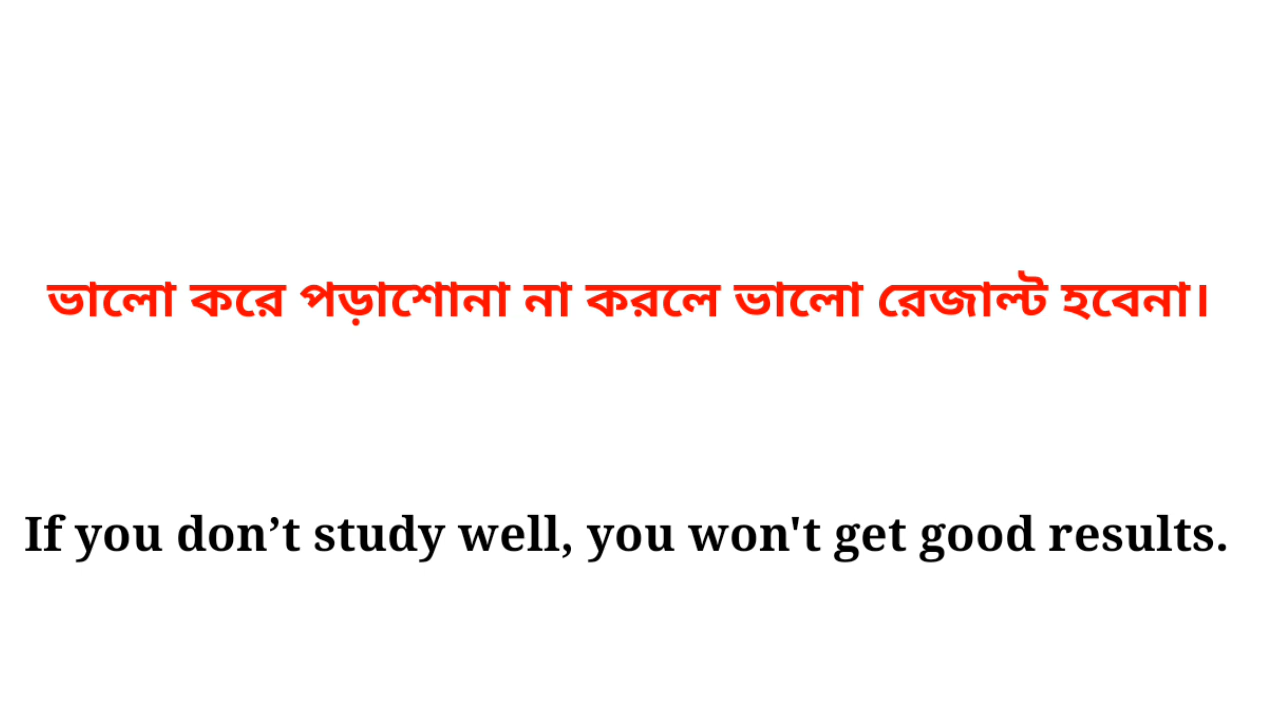 ভালো করে পড়াশোনা না করলে ভালো রেজাল্ট হবেনা।
If you don’t study well, you won't get good results.